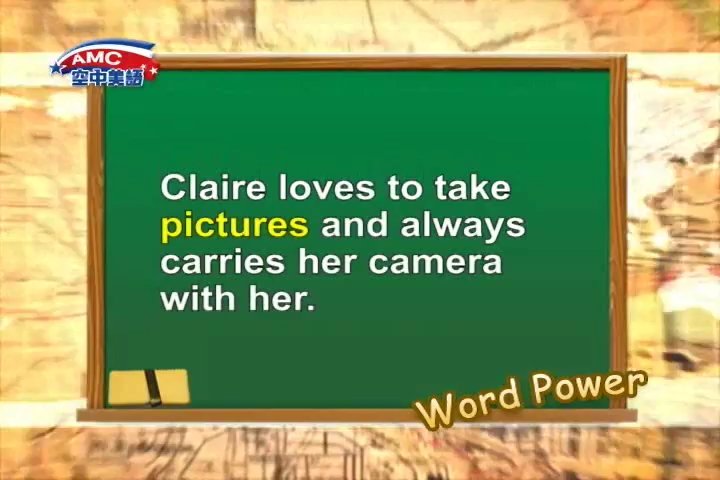 AMC
空中美語
Claire loves to take
pictures and always
carries her camera
with her.
Word Power